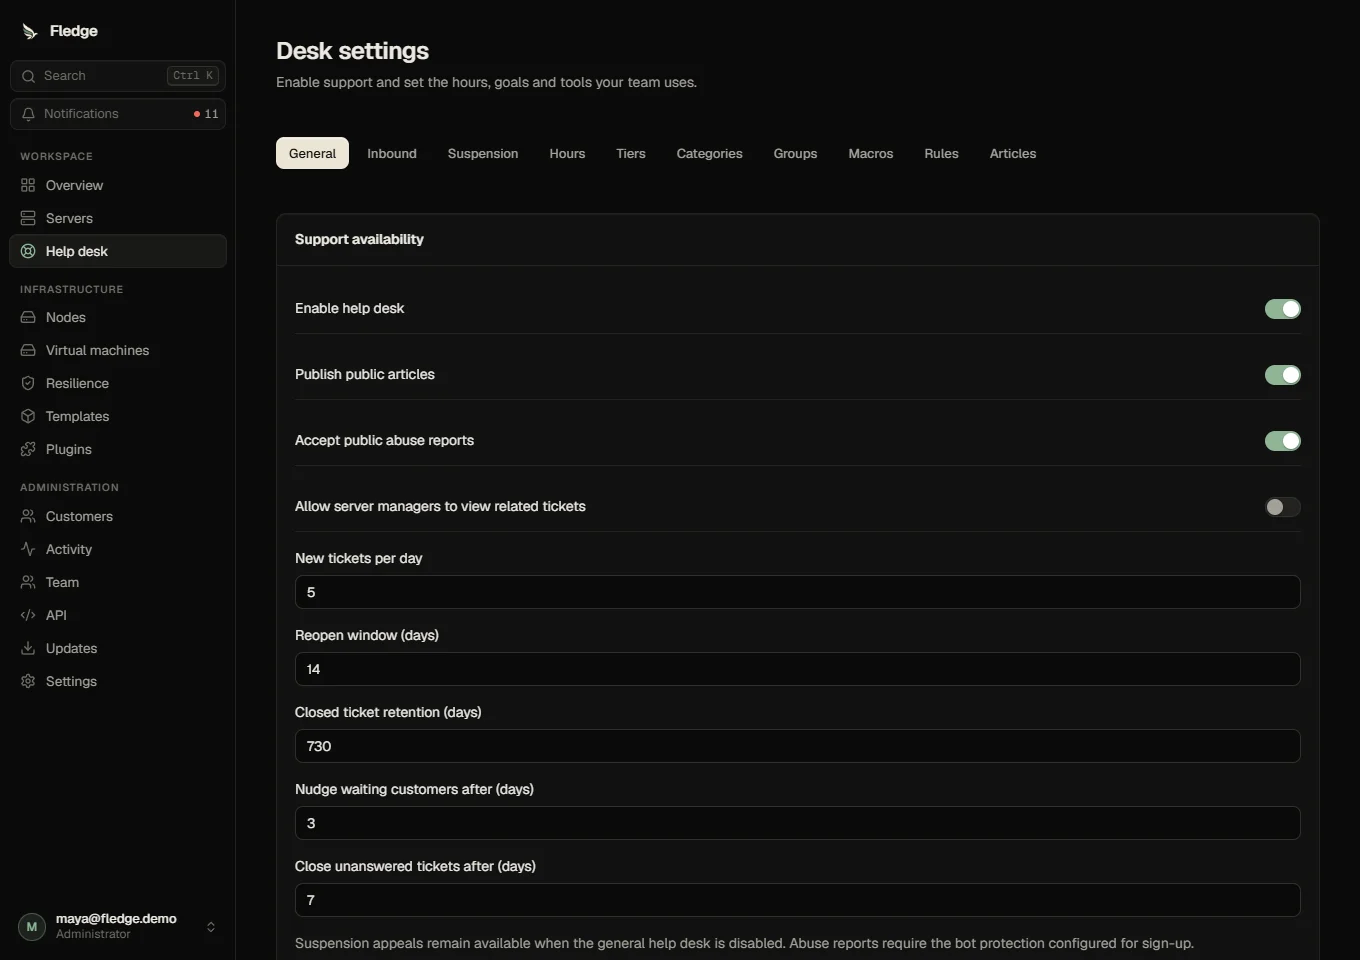 Fledge
Search Ctrl K
Notifications 11
WORKSPACE
Overview
Servers
Help desk
INFRASTRUCTURE
Nodes
Virtual machines
Resilience
Templates
Plugins
ADMINISTRATION
Customers
Activity
Team
API
Updates
Settings
M
maya@fledge.demo
Administrator
Desk settings
Enable support and set the hours, goals and tools your team uses.
General Inbound Suspension Hours Tiers Categories Groups Macros Rules Articles
Support availability
Enable help desk
Publish public articles
Accept public abuse reports
Allow server managers to view related tickets
New tickets per day
5
Reopen window (days)
14
Closed ticket retention (days)
730
Nudge waiting customers after (days)
3
Close unanswered tickets after (days)
7
Suspension appeals remain available when the general help desk is disabled. Abuse reports require the bot protection configured for sign-up.